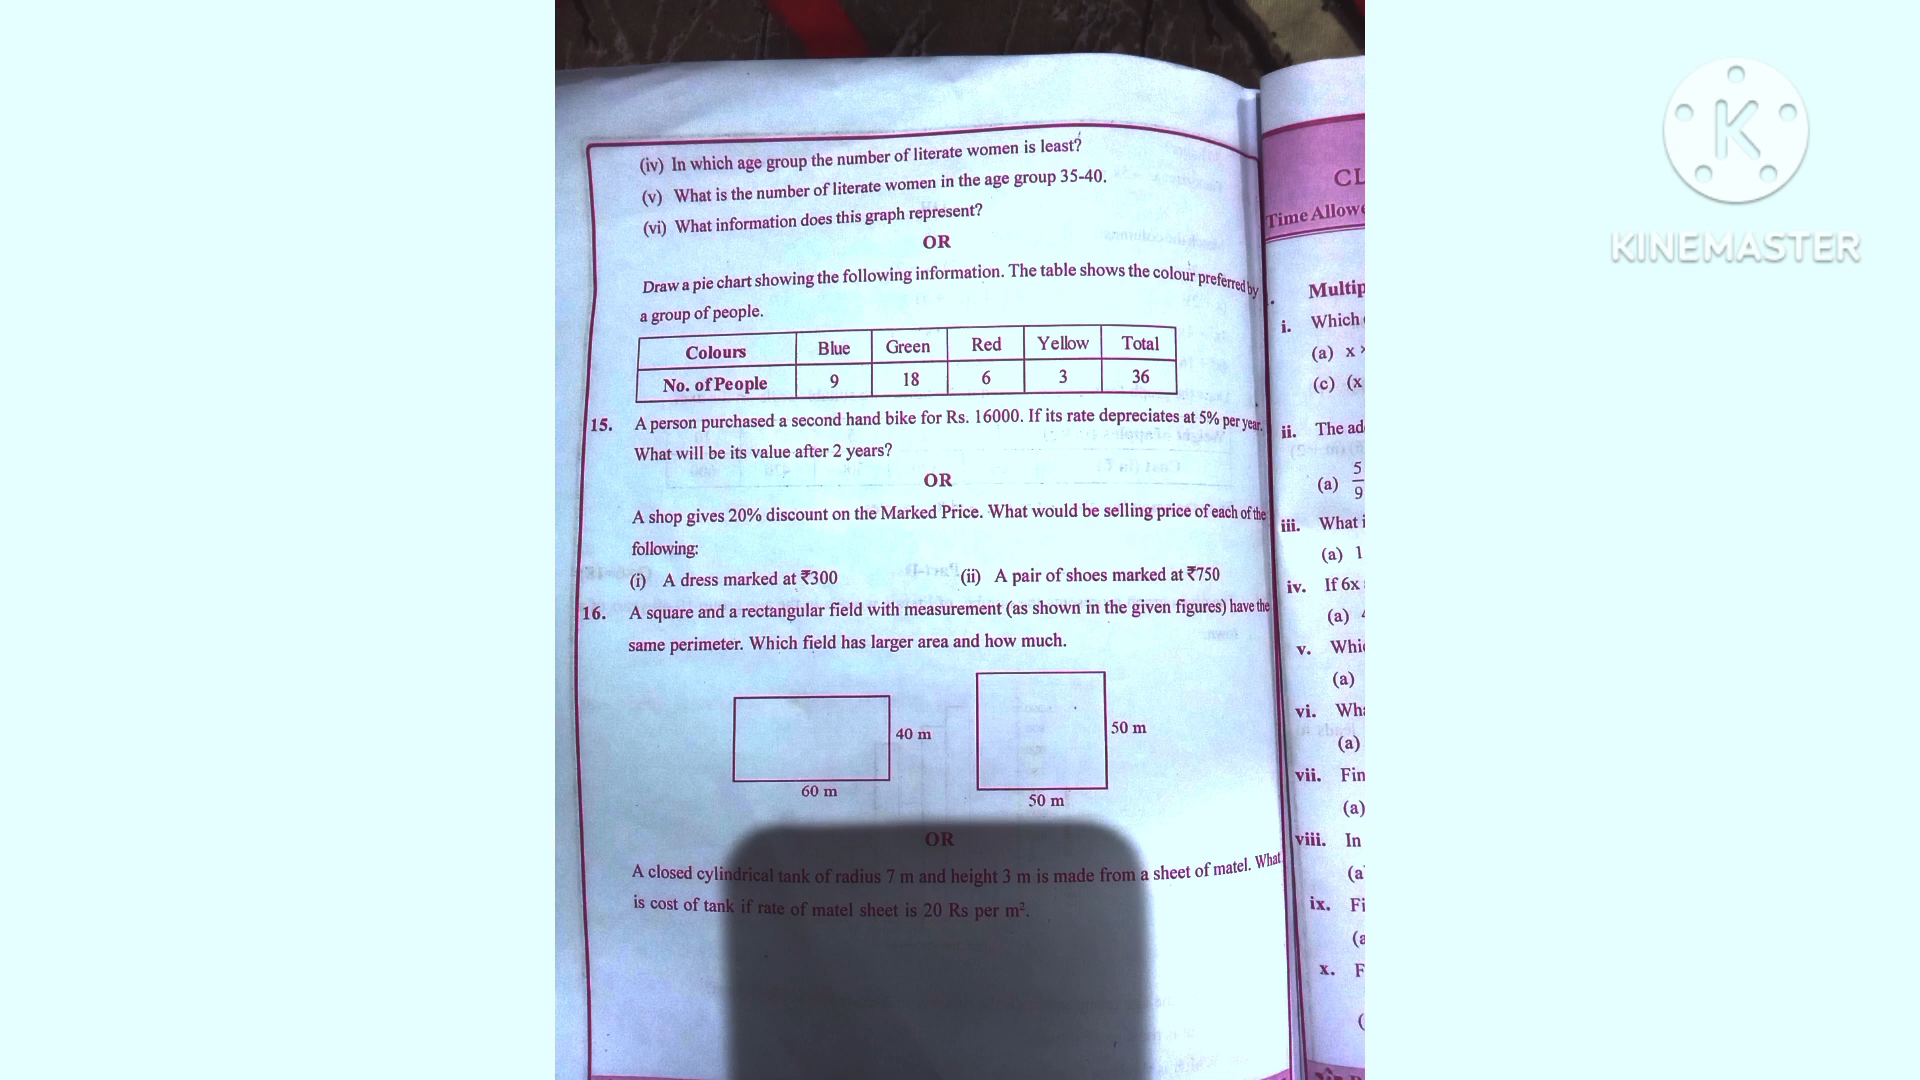 (iv) In which age group the number of literate women is least?
(v) What is the number of literate women in the age group 35-40.
(vi) What information does this graph represent?
OR
Draw a pie chart showing the following information. The table shows the colour preferred by
a group of people.
Colours Blue Green Red Yellow Total
No. of People 9 18 6 3 36
15. A person purchased a second hand bike for Rs. 16000. If its rate depreciates at 5% per year.
What will be its value after 2 years?
OR
A shop gives 20% discount on the Marked Price. What would be selling price of each of the
following:
(i) A dress marked at ₹300 (ii) A pair of shoes marked at ₹750
16. A square and a rectangular field with measurement (as shown in the given figures) have the
same perimeter. Which field has larger area and how much.
40 m
60 m
50 m
50 m
OR
A closed cylindrical tank of radius 7 m and height 3 m is made from a sheet of matel. What
is cost of tank if rate of matel sheet is 20 Rs per m².
CL
Time Allowe
Multip
i. Which
(a) x
(c) (x
ii. The ad
(a) 5/9
iii. What i
(a) 1
iv. If 6x
(a)
v. Whi
(a)
vi. Wha
(a)
vii. Fin
(a)
viii. In
(a
ix. Fi
(a
x. F
(
K
KINEMASTER